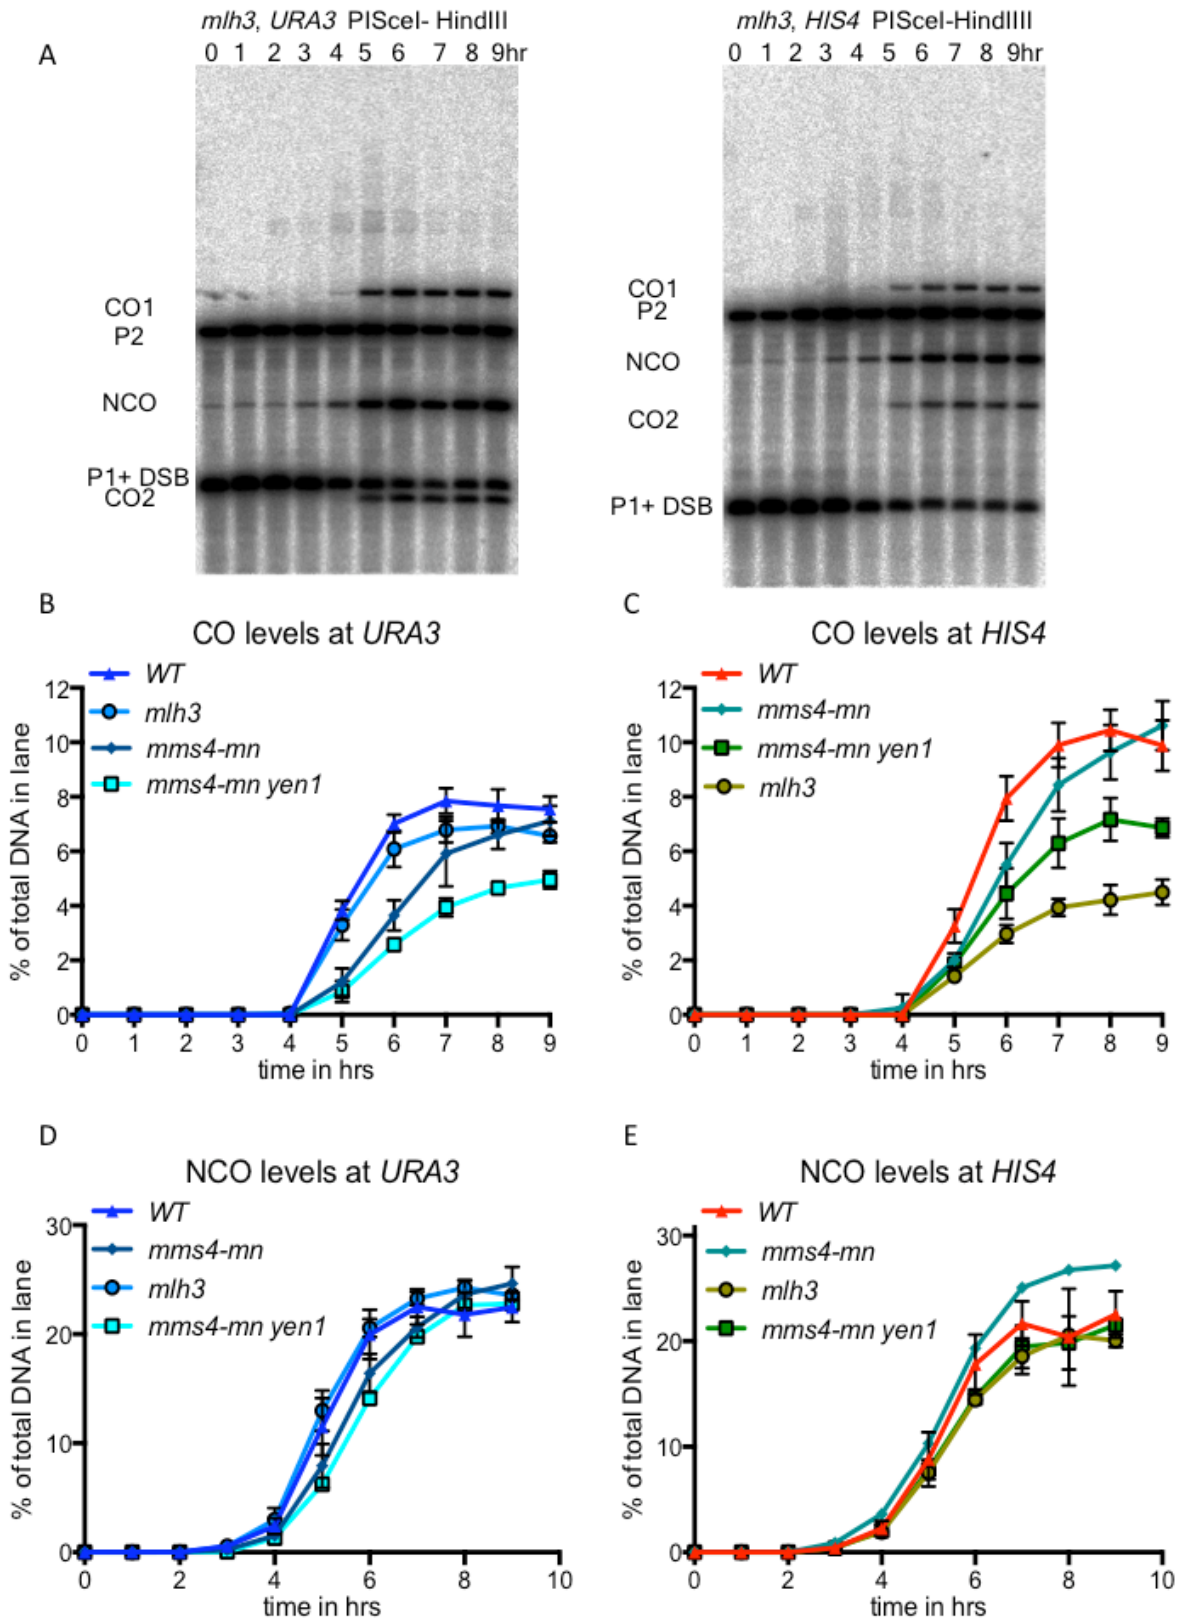 A
mlh3, URA3 PISceI- HindIII
0 1 2 3 4 5 6 7 8 9hr
CO1
P2
NCO
P1+ DSB
CO2
mlh3, HIS4 PISceI-HindIIII
0 1 2 3 4 5 6 7 8 9hr
CO1
P2
NCO
CO2
P1+ DSB
B
CO levels at URA3
WT
mlh3
mms4-mn
mms4-mn yen1
% of total DNA in lane
12
10
8
6
4
2
0
0 1 2 3 4 5 6 7 8 9
time in hrs
C
CO levels at HIS4
WT
mms4-mn
mms4-mn yen1
mlh3
% of total DNA in lane
12
10
8
6
4
2
0
0 1 2 3 4 5 6 7 8 9
time in hrs
D
NCO levels at URA3
WT
mms4-mn
mlh3
mms4-mn yen1
% of total DNA in lane
30
20
10
0
0 2 4 6 8 10
time in hrs
E
NCO levels at HIS4
WT
mms4-mn
mlh3
mms4-mn yen1
% of total DNA in lane
30
20
10
0
0 2 4 6 8 10
time in hrs